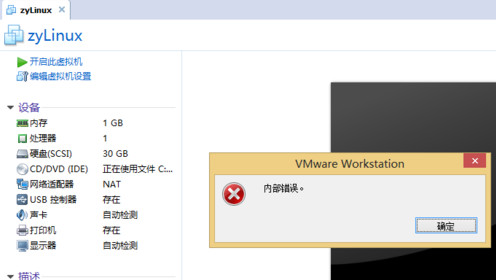 zyLinux
zyLinux
开启此虚拟机
编辑虚拟机设置
设备
内存 1 GB
处理器 1
硬盘(SCSI) 30 GB
CD/DVD (IDE) 正在使用文件 C:...
网络适配器 NAT
USB 控制器 存在
声卡 自动检测
打印机 存在
显示器 自动检测
描述
VMware Workstation
内部错误。
确定